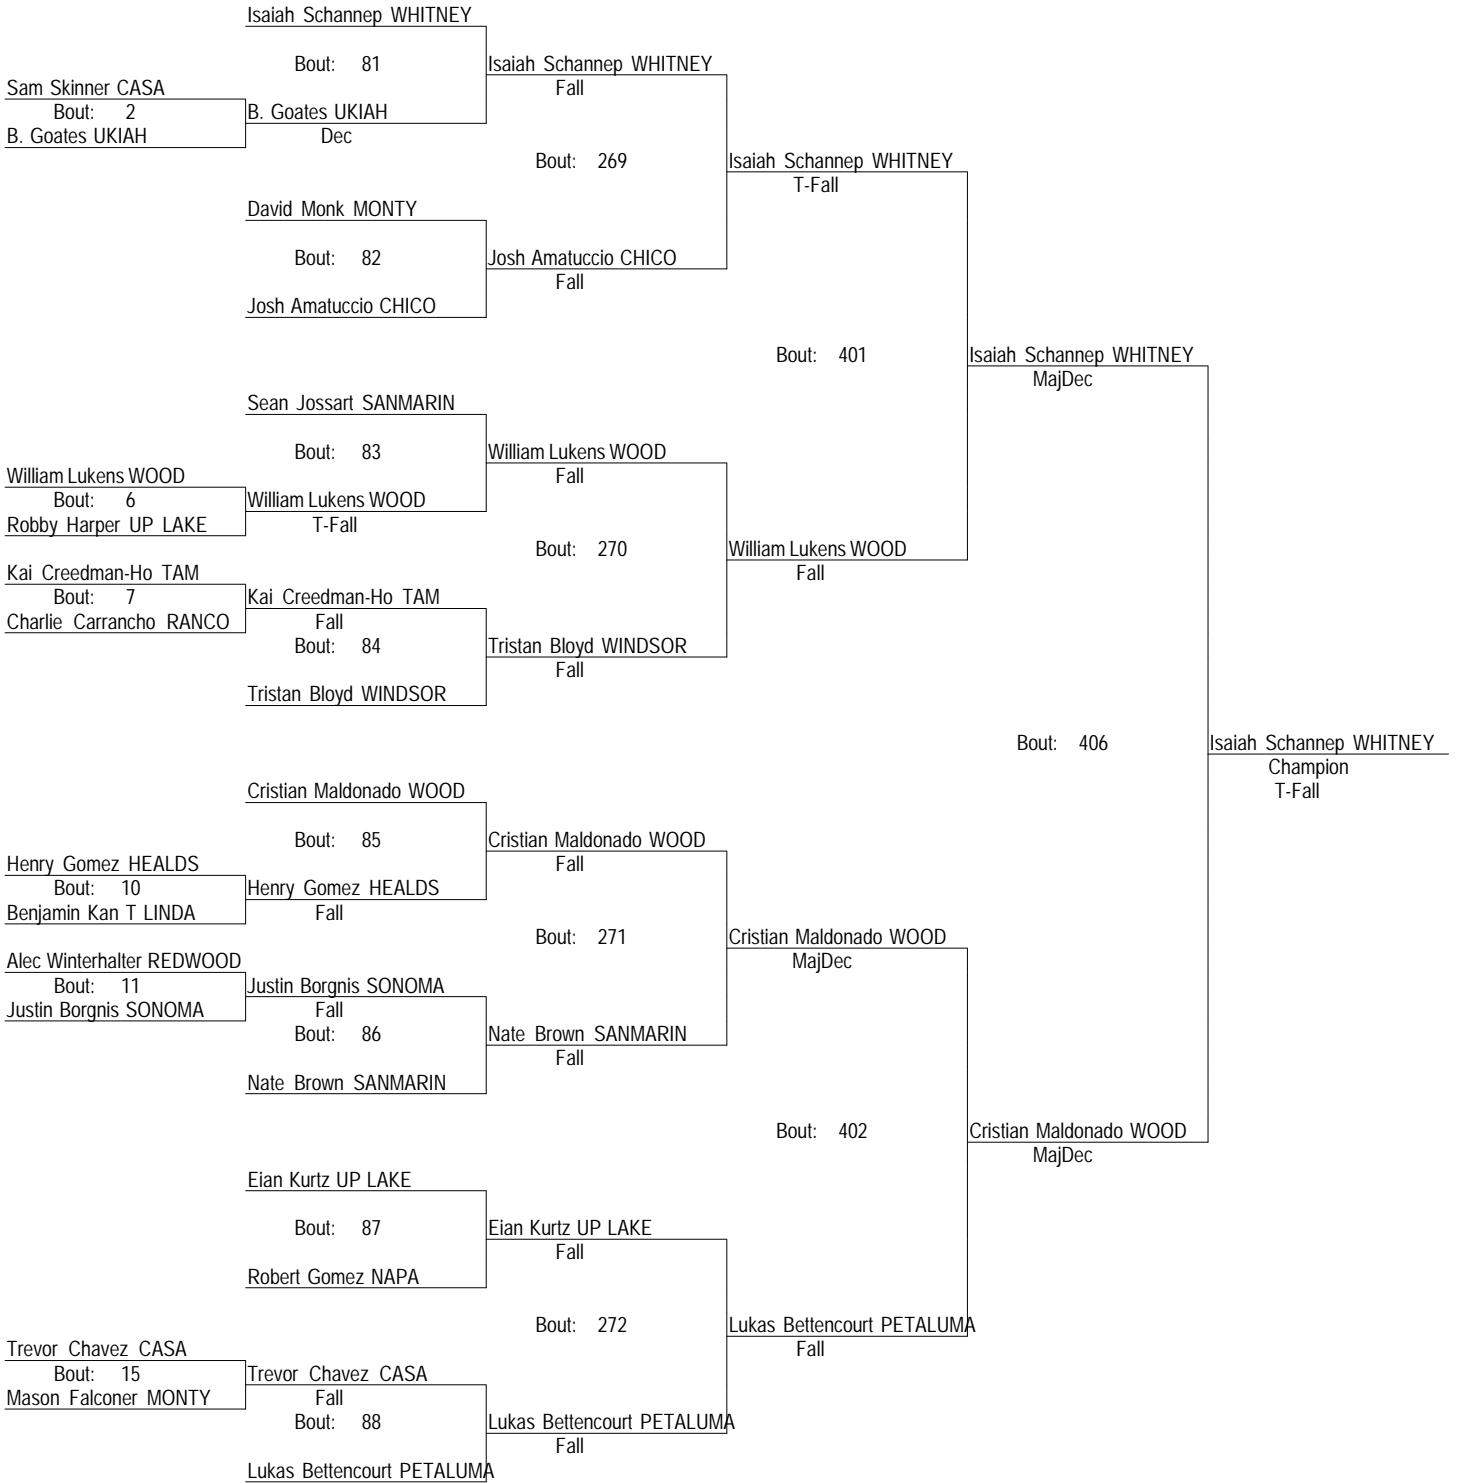 Isaiah Schannep WHITNEY
Bout: 81
Isaiah Schannep WHITNEY
Fall
Sam Skinner CASA
Bout: 2
B. Goates UKIAH
B. Goates UKIAH
Dec
Bout: 269
Isaiah Schannep WHITNEY
T-Fall
David Monk MONTY
Bout: 82
Josh Amatuccio CHICO
Fall
Josh Amatuccio CHICO
Bout: 401
Isaiah Schannep WHITNEY
MajDec
Sean Jossart SANMARIN
Bout: 83
William Lukens WOOD
Fall
William Lukens WOOD
Bout: 6
Robby Harper UP LAKE
William Lukens WOOD
T-Fall
Bout: 270
William Lukens WOOD
Fall
Kai Creedman-Ho TAM
Bout: 7
Charlie Carrancho RANCO
Kai Creedman-Ho TAM
Fall
Bout: 84
Tristan Bloyd WINDSOR
Fall
Tristan Bloyd WINDSOR
Bout: 406
Isaiah Schannep WHITNEY
Champion
T-Fall
Cristian Maldonado WOOD
Bout: 85
Cristian Maldonado WOOD
Fall
Henry Gomez HEALDS
Bout: 10
Benjamin Kan T LINDA
Henry Gomez HEALDS
Fall
Bout: 271
Cristian Maldonado WOOD
MajDec
Alec Winterhalter REDWOOD
Bout: 11
Justin Borgnis SONOMA
Justin Borgnis SONOMA
Fall
Bout: 86
Nate Brown SANMARIN
Fall
Nate Brown SANMARIN
Bout: 402
Cristian Maldonado WOOD
MajDec
Eian Kurtz UP LAKE
Bout: 87
Eian Kurtz UP LAKE
Fall
Robert Gomez NAPA
Bout: 272
Lukas Bettencourt PETALUMA
Fall
Trevor Chavez CASA
Bout: 15
Mason Falconer MONTY
Trevor Chavez CASA
Fall
Bout: 88
Lukas Bettencourt PETALUMA
Fall
Lukas Bettencourt PETALUMA